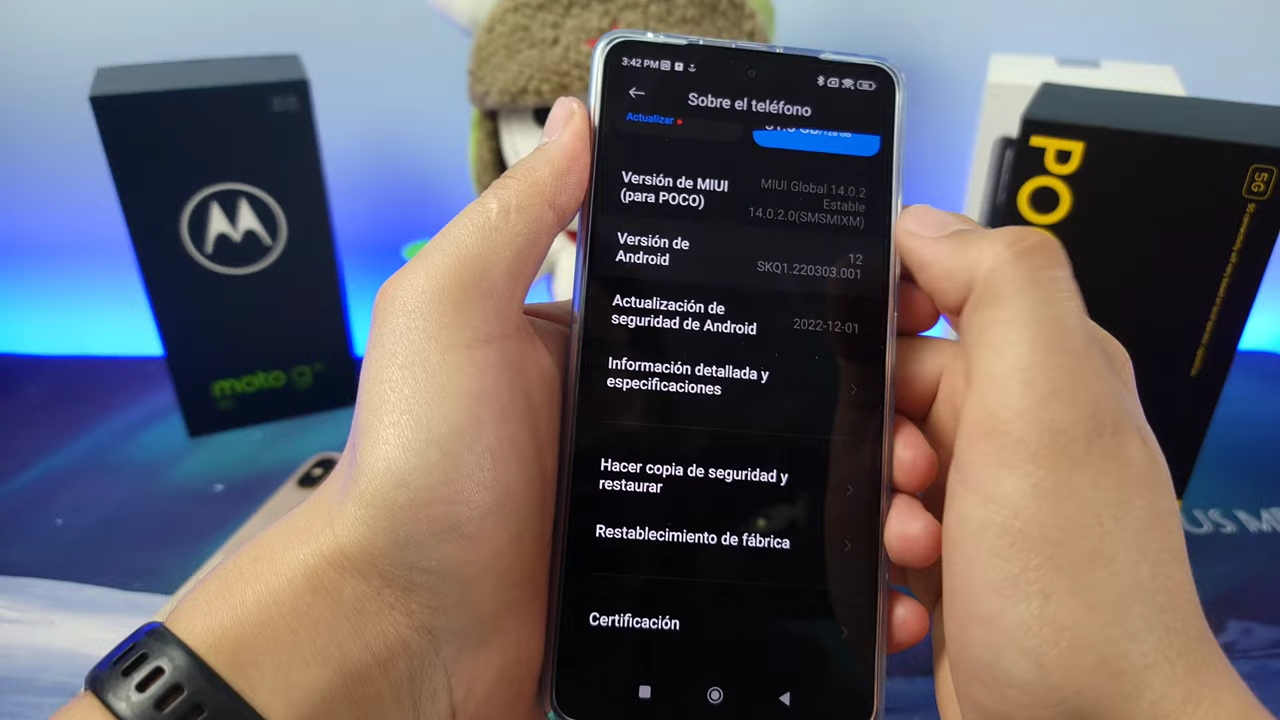 3:42 PM
Sobre el teléfono
Actualizar
Versión de MIUI
(para POCO)
MIUI Global 14.0.2
Estable
14.0.2.0(SMSMIXM)
Versión de
Android
12
SKQ1.220303.001
Actualización de
seguridad de Android
2022-12-01
Información detallada y
especificaciones
Hacer copia de seguridad y
restaurar
Restablecimiento de fábrica
Certificación
moto g
PO
5G